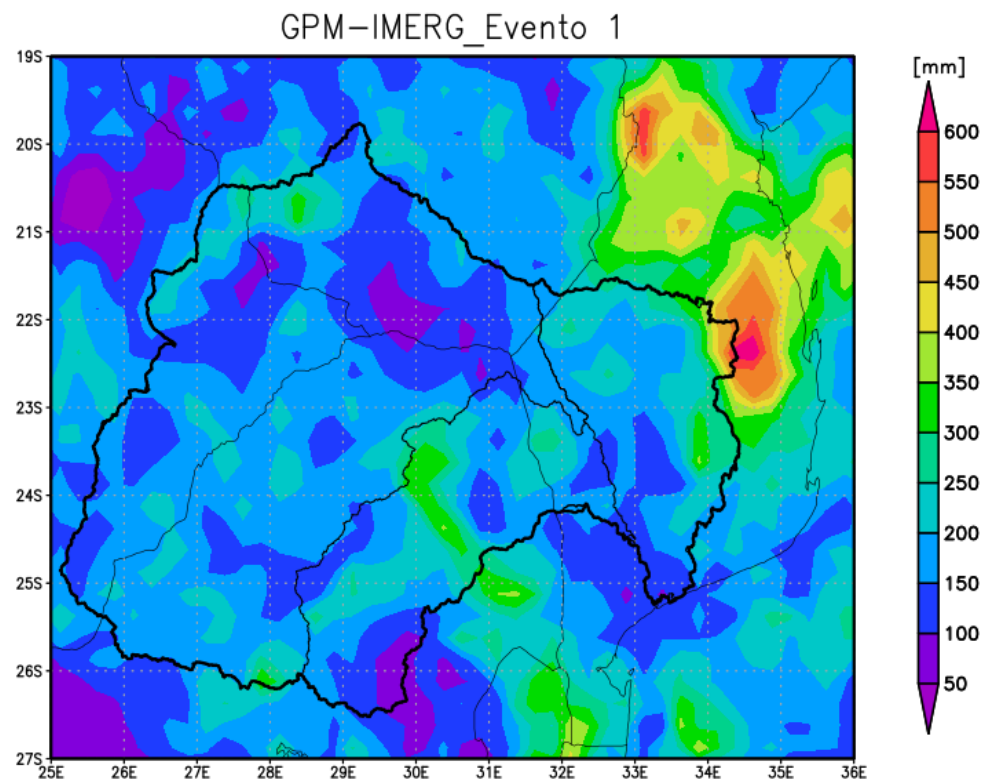 GPM-IMERG_Evento 1
[mm]
19S
20S
21S
22S
23S
24S
25S
26S
27S
25E 26E 27E 28E 29E 30E 31E 32E 33E 34E 35E 36E
600
550
500
450
400
350
300
250
200
150
100
50